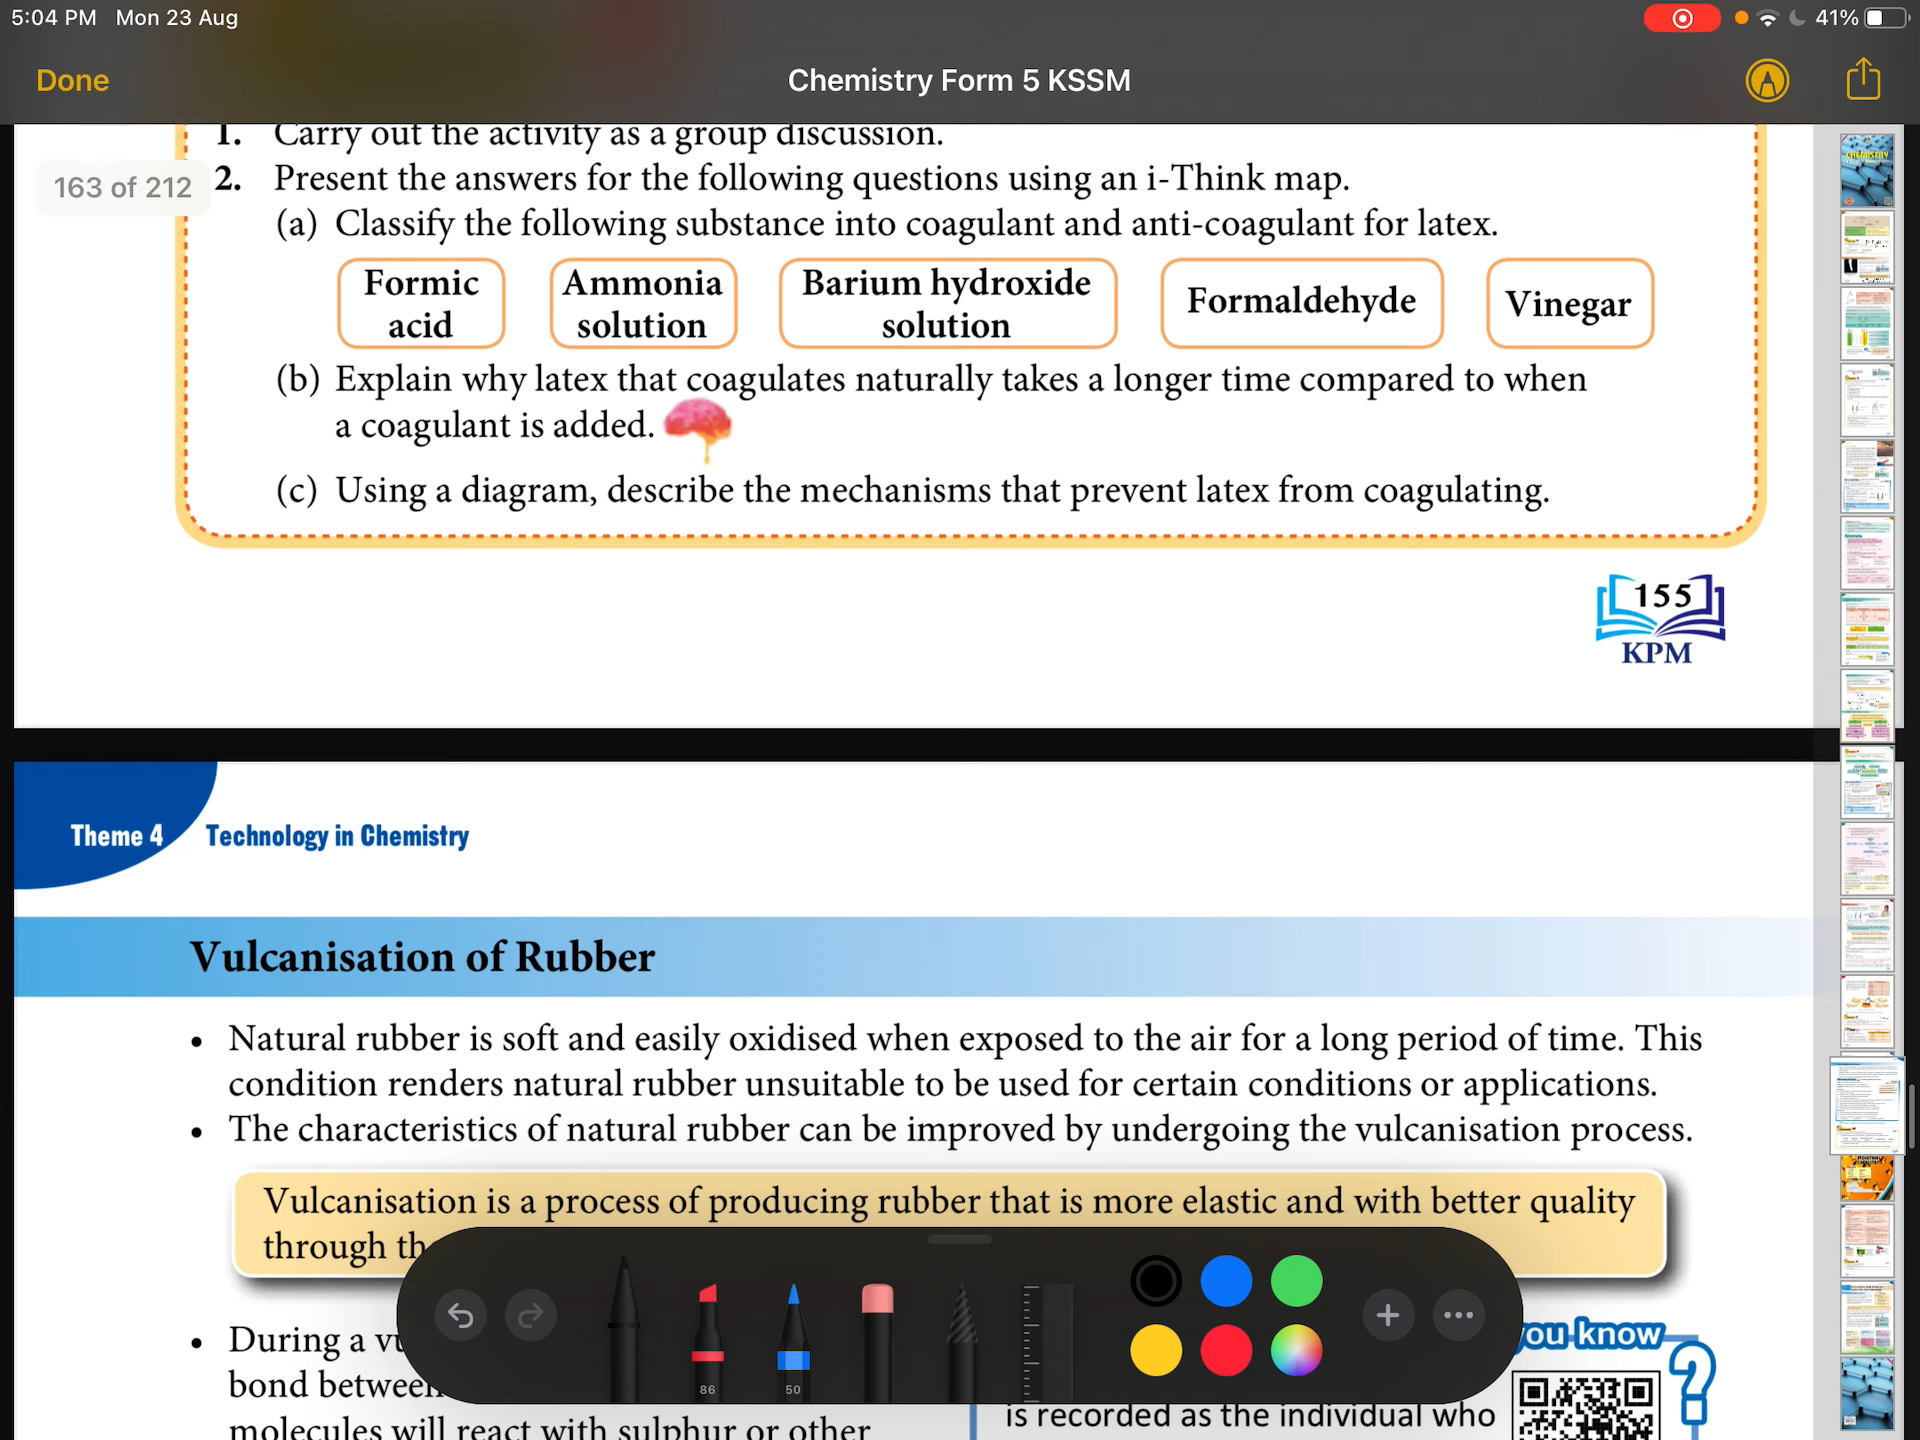 5:04 PM Mon 23 Aug
41%
Done
Chemistry Form 5 KSSM
163 of 212
1. Carry out the activity as a group discussion.
2. Present the answers for the following questions using an i-Think map.
(a) Classify the following substance into coagulant and anti-coagulant for latex.
Formic acid
Ammonia solution
Barium hydroxide solution
Formaldehyde
Vinegar
(b) Explain why latex that coagulates naturally takes a longer time compared to when
a coagulant is added.
(c) Using a diagram, describe the mechanisms that prevent latex from coagulating.
155
KPM
Theme 4 Technology in Chemistry
Vulcanisation of Rubber
• Natural rubber is soft and easily oxidised when exposed to the air for a long period of time. This
condition renders natural rubber unsuitable to be used for certain conditions or applications.
• The characteristics of natural rubber can be improved by undergoing the vulcanisation process.
Vulcanisation is a process of producing rubber that is more elastic and with better quality
through th
• During a vu
bond between
molecules will react with sulphur or other
86
50
you know
?
is recorded as the individual who